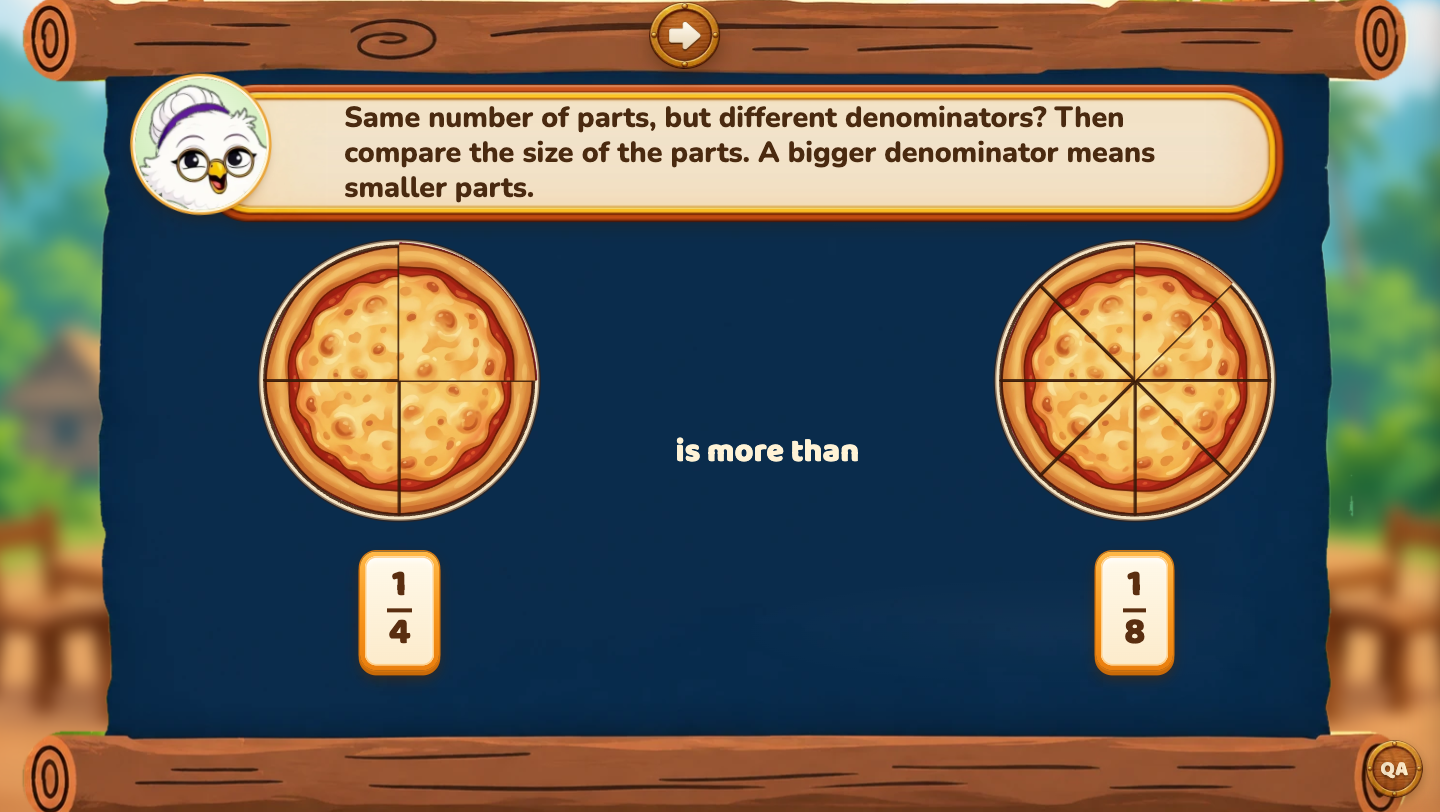 Same number of parts, but different denominators? Then
compare the size of the parts. A bigger denominator means
smaller parts.
is more than
1
4
1
8
QA